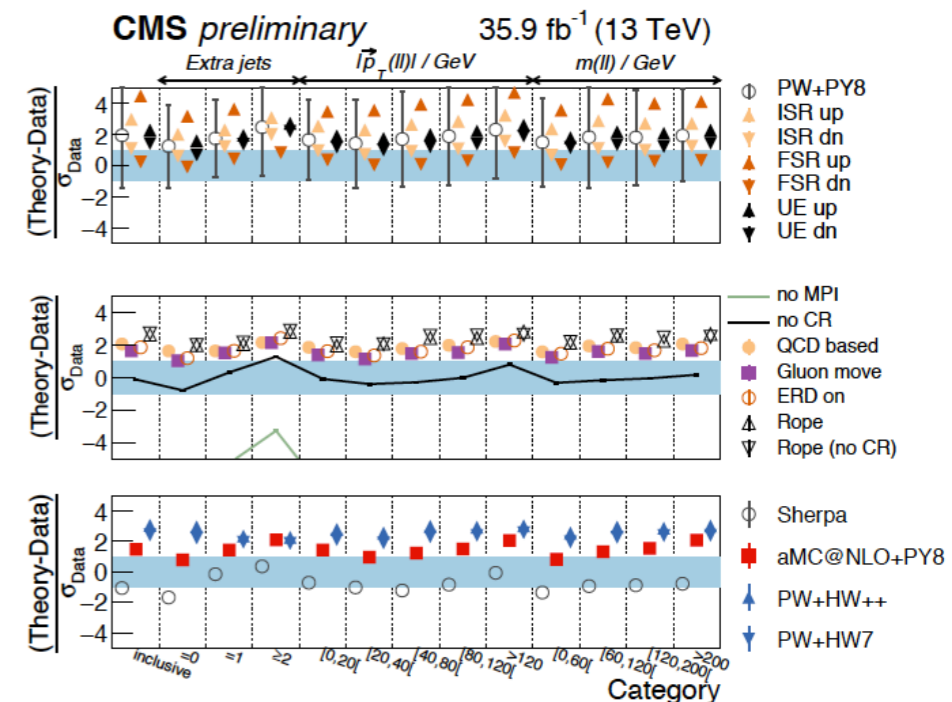 CMS preliminary 35.9 fb⁻¹ (13 TeV)
Extra jets |p⃗_T(ll)| / GeV m(ll) / GeV
(Theory-Data)
σ_Data
4
2
0
−2
−4
PW+PY8
ISR up
ISR dn
FSR up
FSR dn
UE up
UE dn
(Theory-Data)
σ_Data
4
2
0
−2
−4
no MPI
no CR
QCD based
Gluon move
ERD on
Rope
Rope (no CR)
(Theory-Data)
σ_Data
4
2
0
−2
−4
Sherpa
aMC@NLO+PY8
PW+HW++
PW+HW7
inclusive =0 =1 ≥2 [0,20[ [20,40[ [40,80[ [80,120[ >120 [0,60[ [60,120[ [120,200[ >200
Category